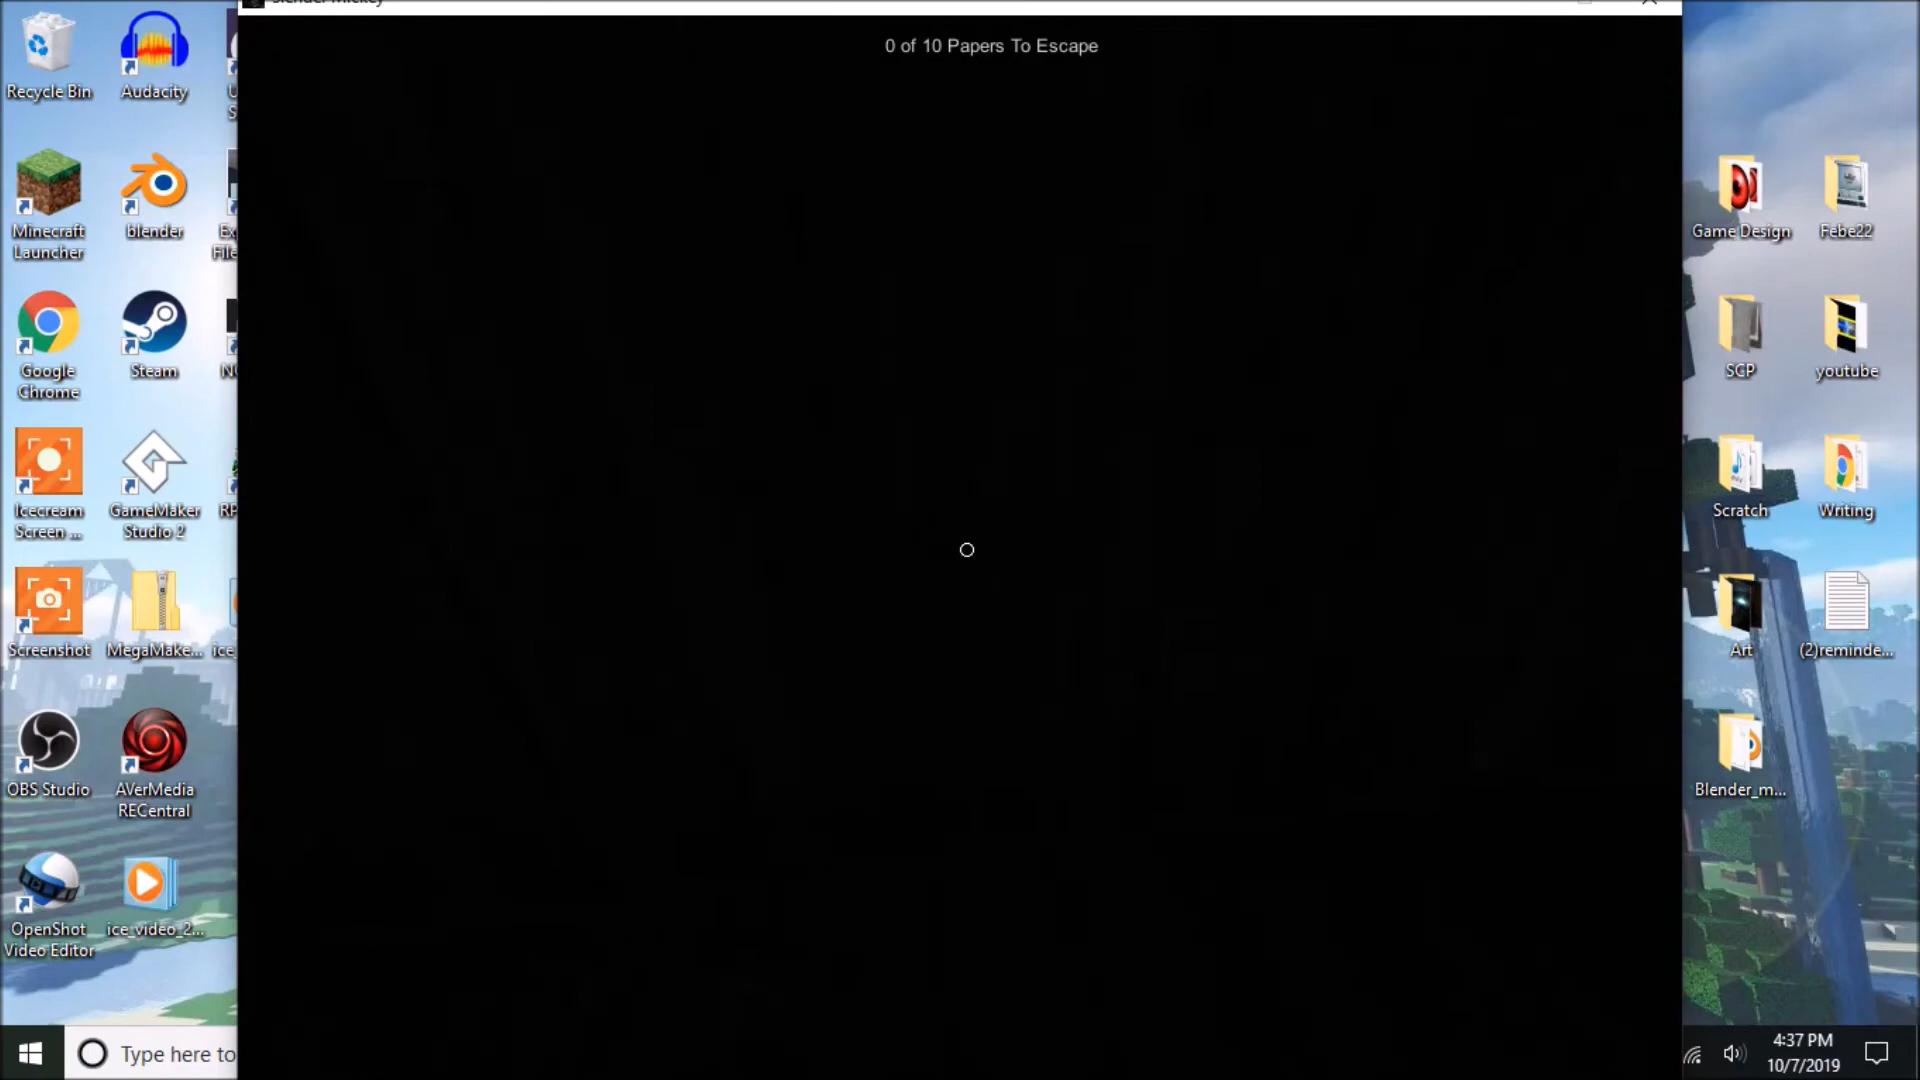 0 of 10 Papers To Escape
Recycle Bin
Audacity
Minecraft
Launcher
blender
Google
Chrome
Steam
Icecream
Screen ...
GameMaker
Studio 2
Screenshot
MegaMake...
OBS Studio
AVerMedia
RECentral
OpenShot
Video Editor
ice_video_2...
Game Design
Febe22
SCP
youtube
Scratch
Writing
Art
(2)reminde...
Blender_m...
Type here to
4:37 PM
10/7/2019